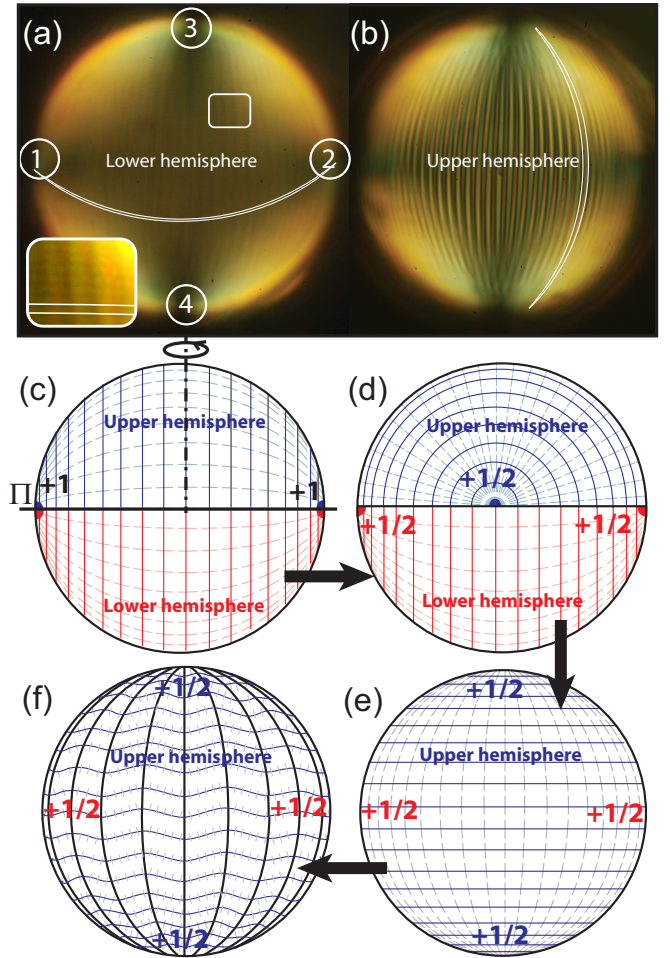 (a)
3
(b)
1
Lower hemisphere
2
Upper hemisphere
4
(c)
(d)
Upper hemisphere
Upper hemisphere
+1/2
Π
+1
+1
+1/2
+1/2
Lower hemisphere
Lower hemisphere
(f)
+1/2
+1/2
(e)
Upper hemisphere
Upper hemisphere
+1/2
+1/2
+1/2
+1/2
+1/2
+1/2